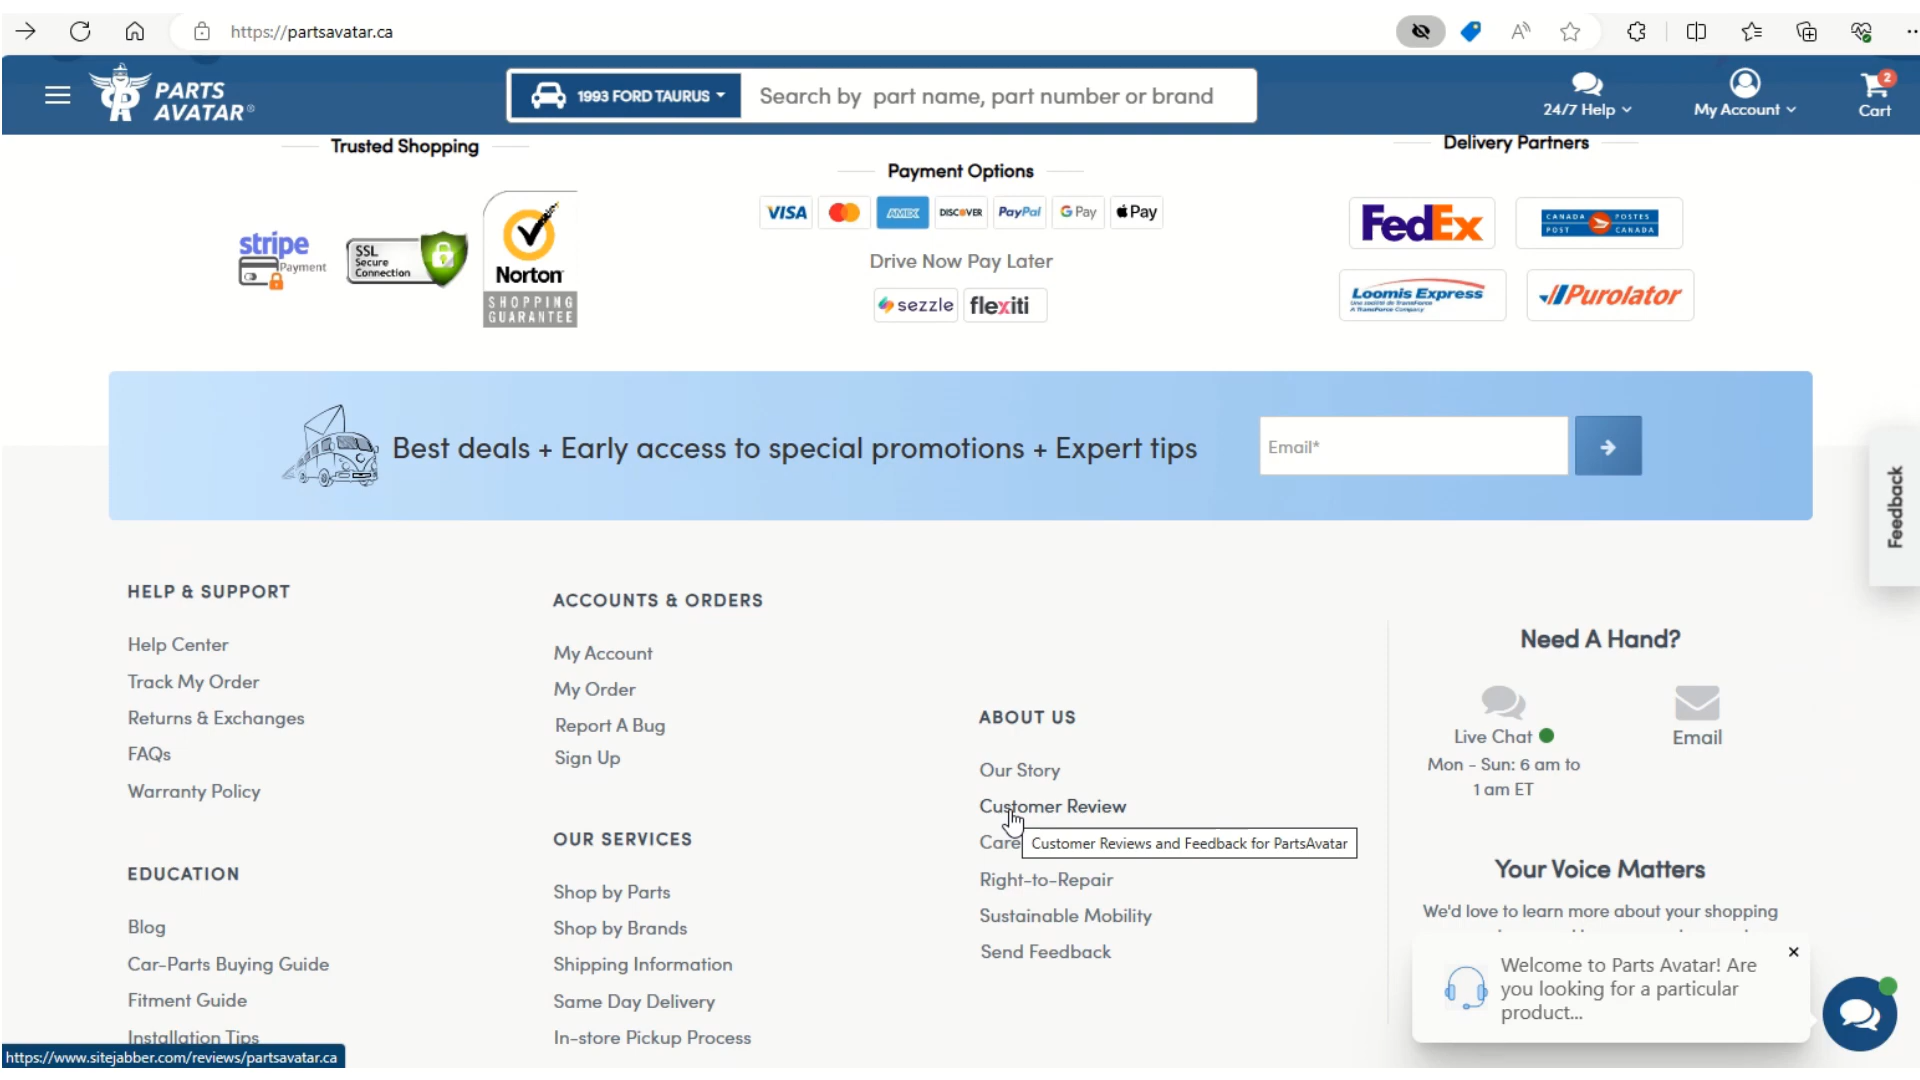 https://partsavatar.ca
PARTS
AVATAR®
1993 FORD TAURUS
Search by part name, part number or brand
24/7 Help
My Account
2
Cart
Trusted Shopping
stripe
Payment
SSL
Secure
Connection
Norton
SHOPPING
GUARANTEE
Payment Options
VISA
AMEX
DISCOVER
PayPal
G Pay
Pay
Drive Now Pay Later
sezzle
flexiti
Delivery Partners
FedEx
CANADA POSTES
POST CANADA
Loomis Express
Une société de TransForce
A TransForce Company
Purolator
Best deals + Early access to special promotions + Expert tips
Email*
Feedback
HELP & SUPPORT
Help Center
Track My Order
Returns & Exchanges
FAQs
Warranty Policy
EDUCATION
Blog
Car-Parts Buying Guide
Fitment Guide
Installation Tips
ACCOUNTS & ORDERS
My Account
My Order
Report A Bug
Sign Up
OUR SERVICES
Shop by Parts
Shop by Brands
Shipping Information
Same Day Delivery
In-store Pickup Process
ABOUT US
Our Story
Customer Review
Care
Customer Reviews and Feedback for PartsAvatar
Right-to-Repair
Sustainable Mobility
Send Feedback
Need A Hand?
Live Chat
Mon - Sun: 6 am to
1 am ET
Email
Your Voice Matters
We'd love to learn more about your shopping
Welcome to Parts Avatar! Are
you looking for a particular
product...
https://www.sitejabber.com/reviews/partsavatar.ca